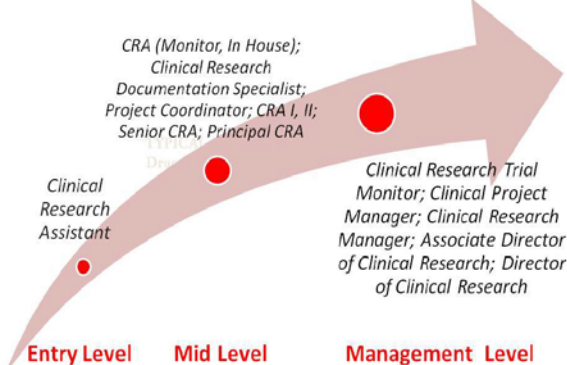 CRA (Monitor, In House);
Clinical Research
Documentation Specialist;
Project Coordinator; CRA I, II;
Senior CRA; Principal CRA
Clinical
Research
Assistant
Clinical Research Trial
Monitor; Clinical Project
Manager; Clinical Research
Manager; Associate Director
of Clinical Research; Director
of Clinical Research
Entry Level Mid Level Management Level